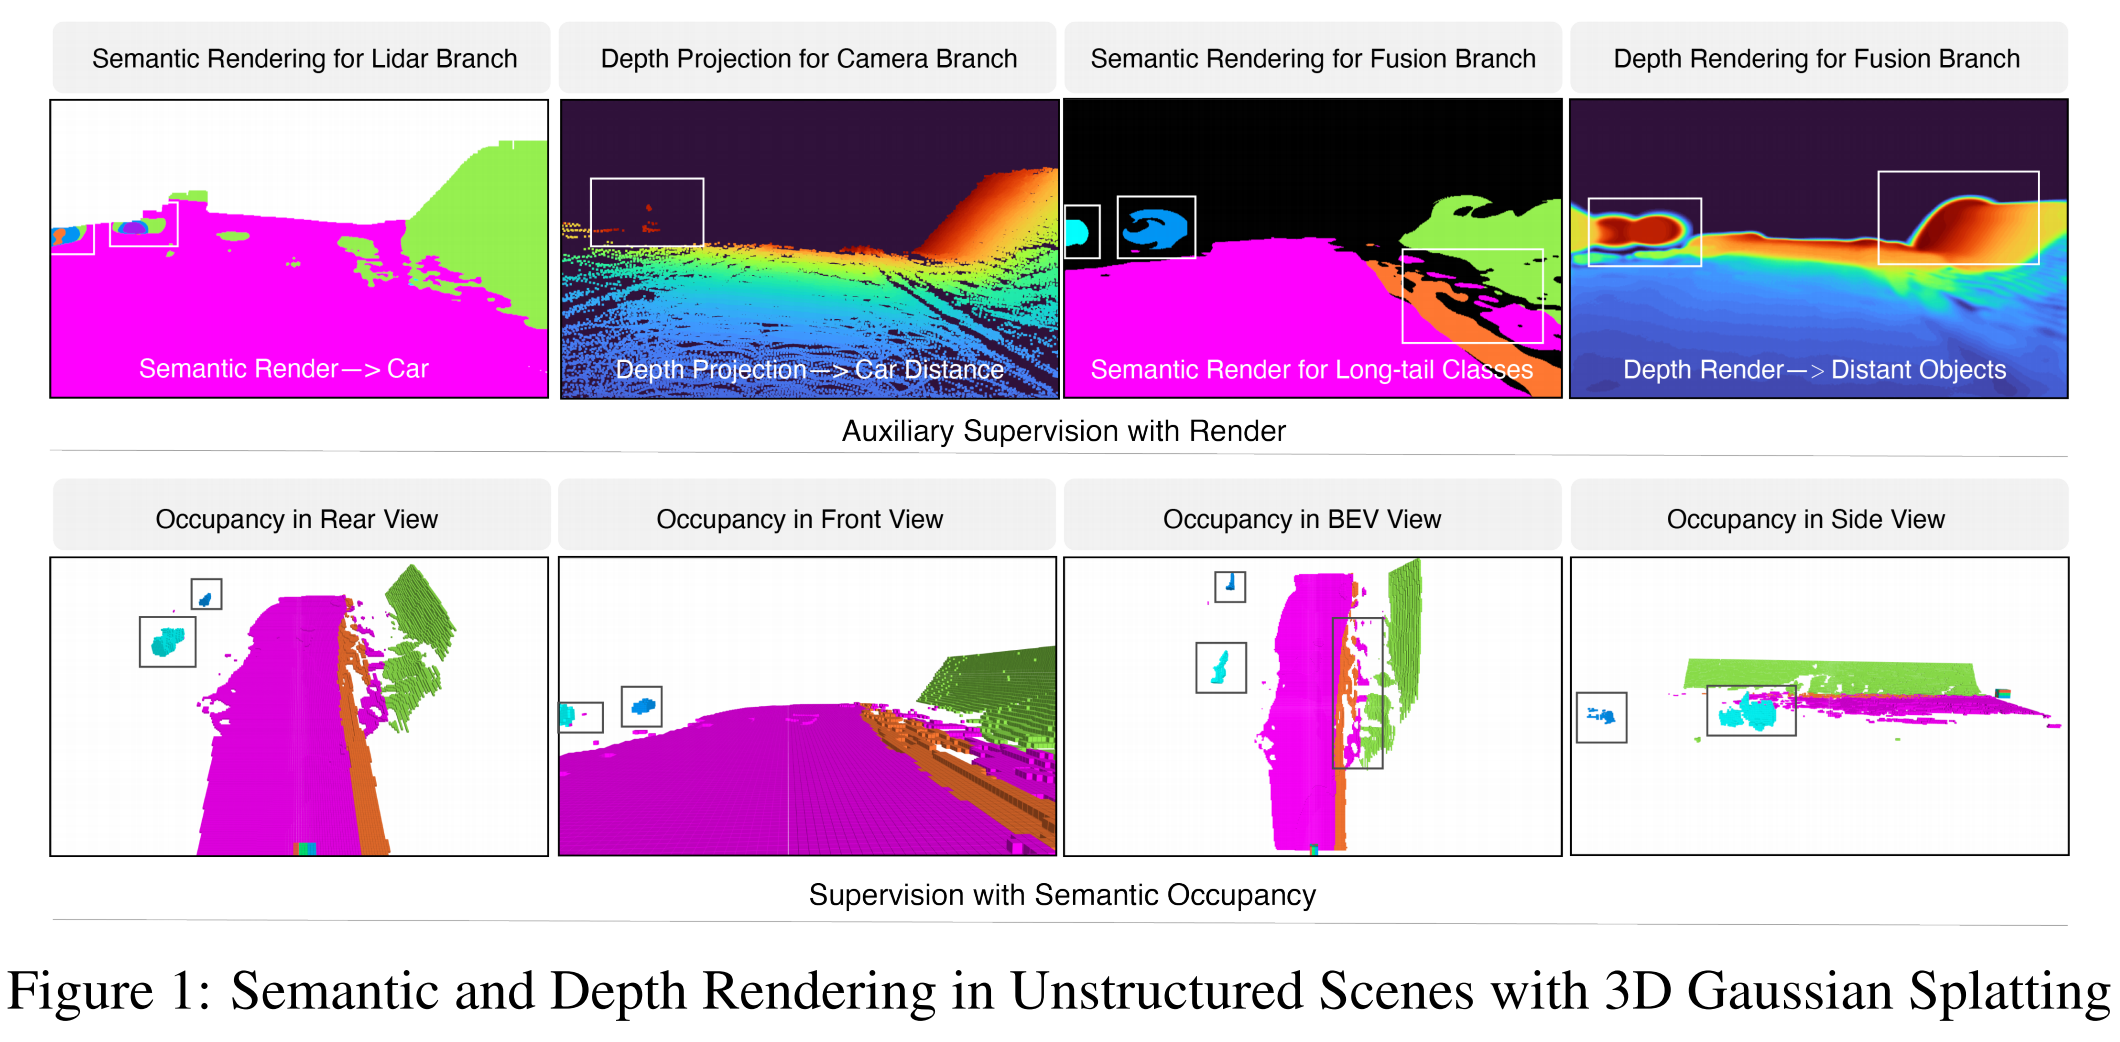 Semantic Rendering for Lidar Branch
Depth Projection for Camera Branch
Semantic Rendering for Fusion Branch
Depth Rendering for Fusion Branch
Semantic Render—> Car
Depth Projection—> Car Distance
Semantic Render for Long-tail Classes
Depth Render—> Distant Objects
Auxiliary Supervision with Render
Occupancy in Rear View
Occupancy in Front View
Occupancy in BEV View
Occupancy in Side View
Supervision with Semantic Occupancy
Figure 1: Semantic and Depth Rendering in Unstructured Scenes with 3D Gaussian Splatting